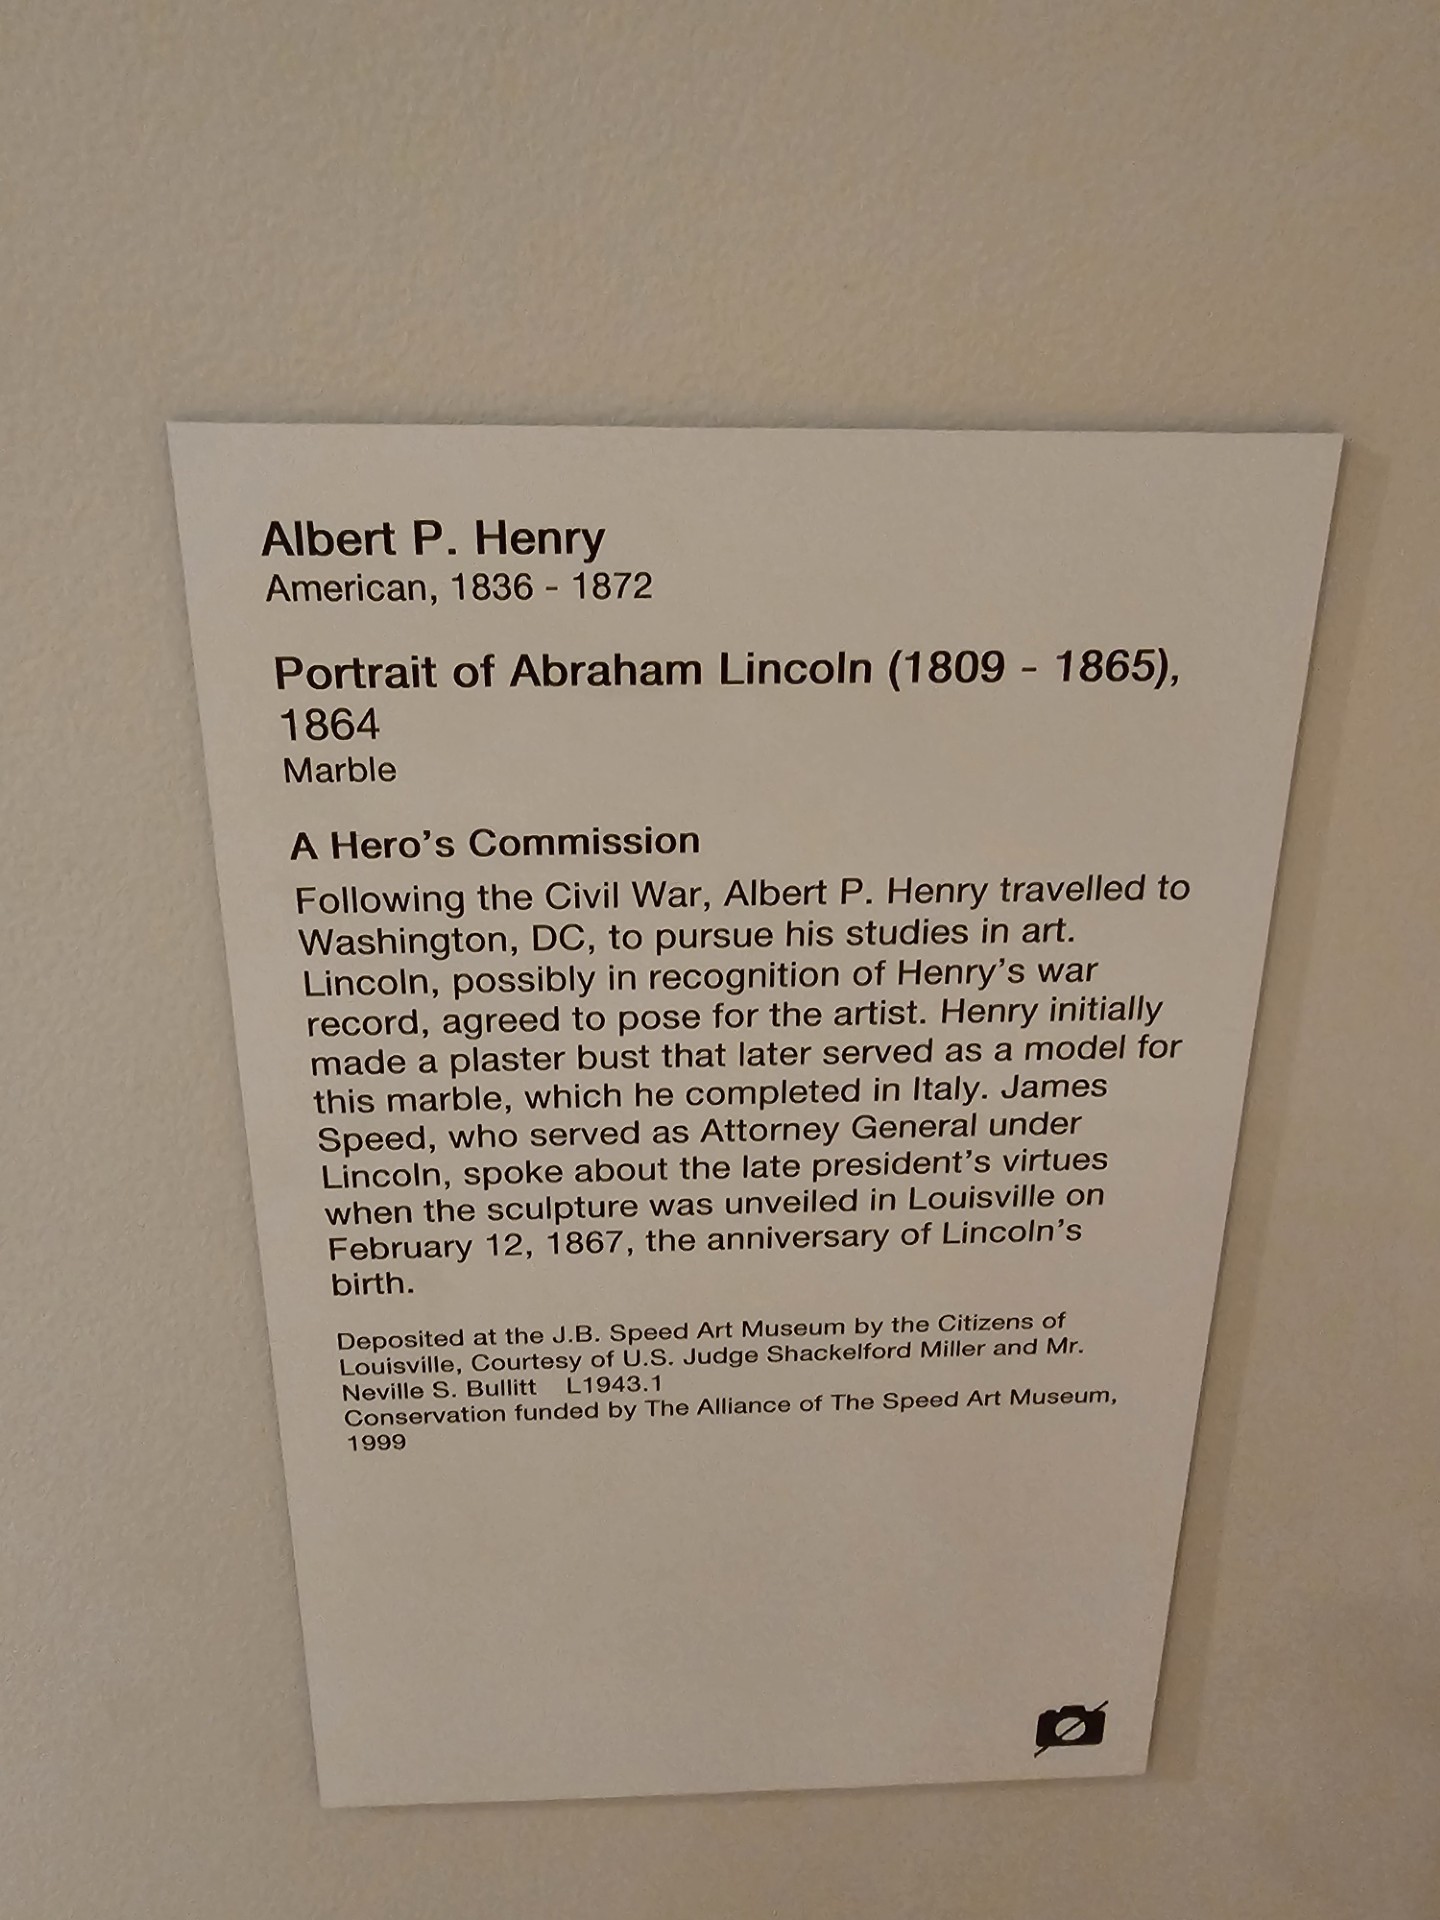 Albert P. Henry
American, 1836 - 1872
Portrait of Abraham Lincoln (1809 - 1865),
1864
Marble
A Hero's Commission
Following the Civil War, Albert P. Henry travelled to
Washington, DC, to pursue his studies in art.
Lincoln, possibly in recognition of Henry's war
record, agreed to pose for the artist. Henry initially
made a plaster bust that later served as a model for
this marble, which he completed in Italy. James
Speed, who served as Attorney General under
Lincoln, spoke about the late president's virtues
when the sculpture was unveiled in Louisville on
February 12, 1867, the anniversary of Lincoln's
birth.
Deposited at the J.B. Speed Art Museum by the Citizens of
Louisville, Courtesy of U.S. Judge Shackelford Miller and Mr.
Neville S. Bullitt L1943.1
Conservation funded by The Alliance of The Speed Art Museum,
1999